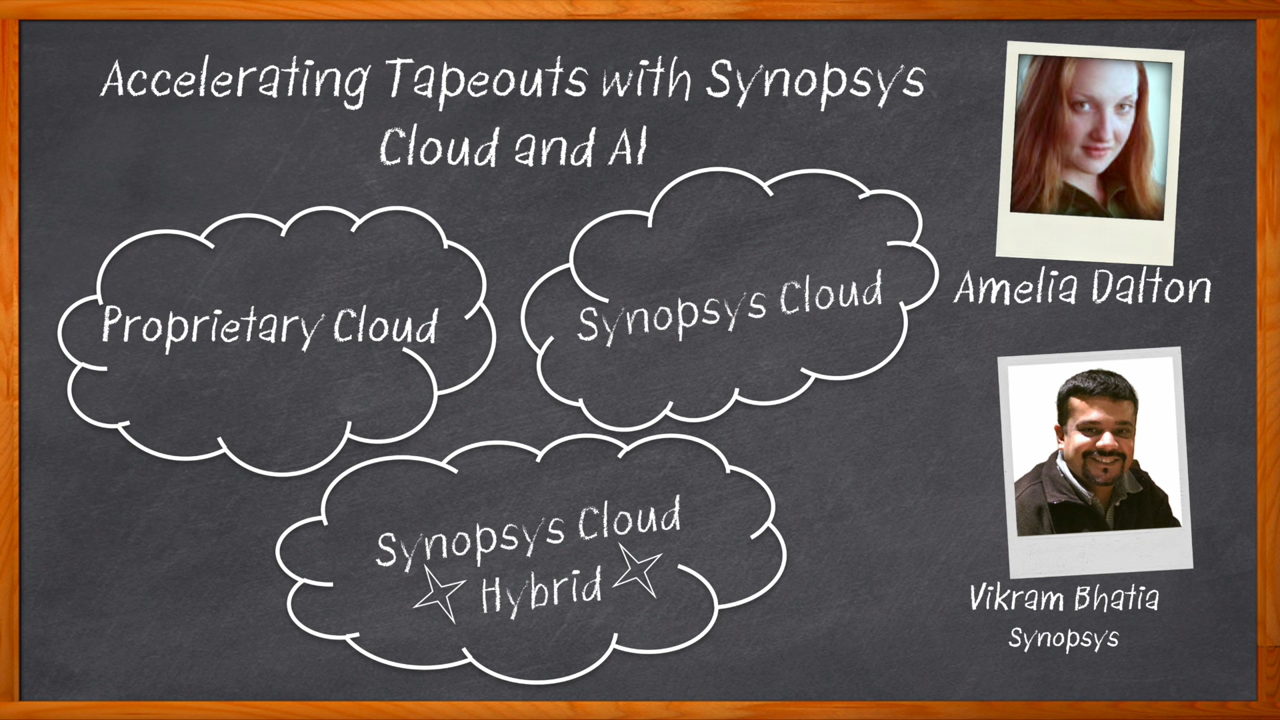 Accelerating Tapeouts with Synopsys
Cloud and AI
Proprietary Cloud
Synopsys Cloud
Synopsys Cloud
Hybrid
Amelia Dalton
Vikram Bhatia
Synopsys